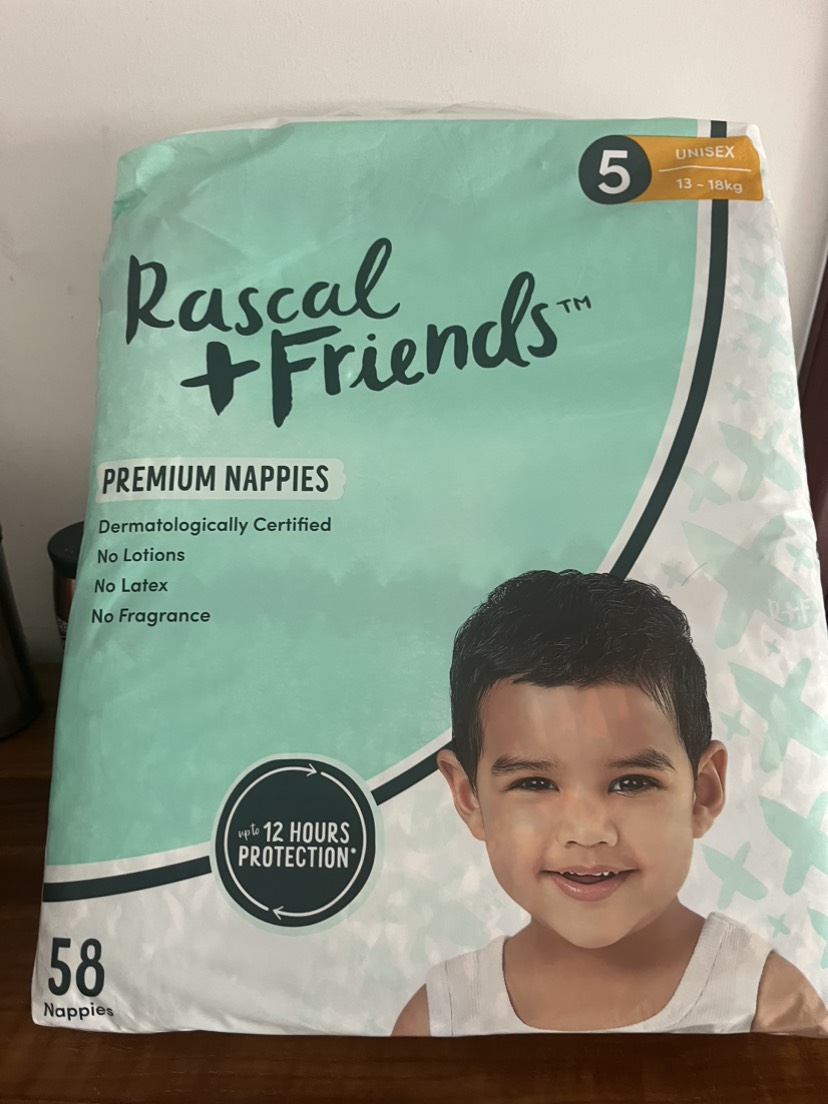 5
UNISEX
13 - 18kg
Rascal
+Friends™
PREMIUM NAPPIES
Dermatologically Certified
No Lotions
No Latex
No Fragrance
up to 12 HOURS
PROTECTION*
58
Nappies
R+F